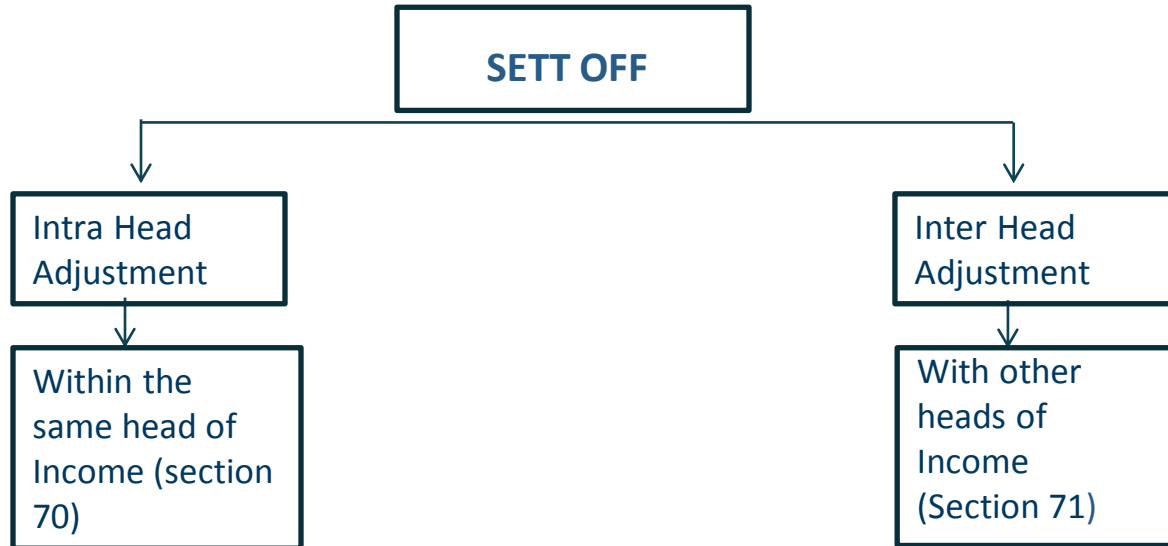 SETT OFF
Intra Head
Adjustment
Inter Head
Adjustment
Within the
same head of
Income (section
70)
With other
heads of
Income
(Section 71)